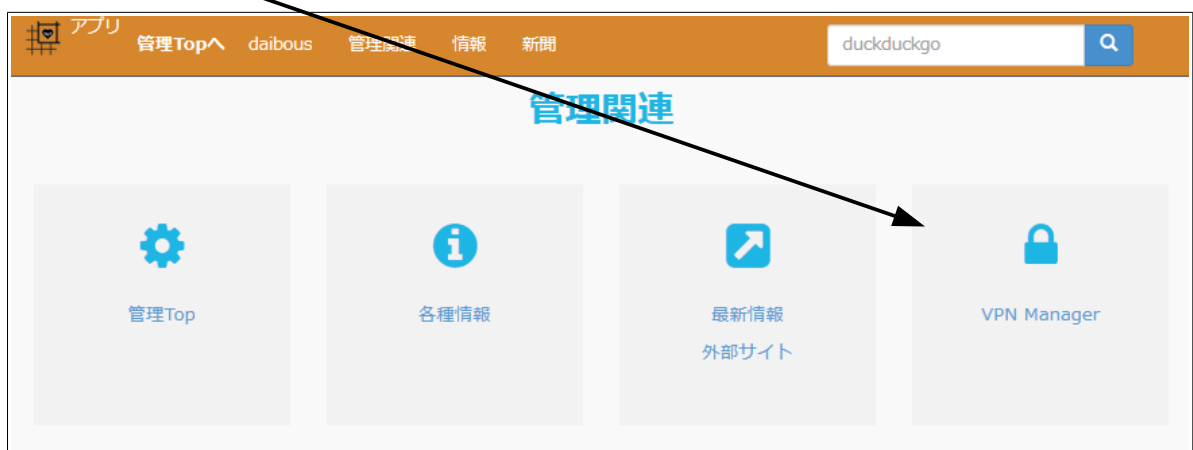 アプリ 管理Topへ daibous 管理関連 情報 新聞 duckduckgo
管理関連
管理Top
各種情報
最新情報
外部サイト
VPN Manager